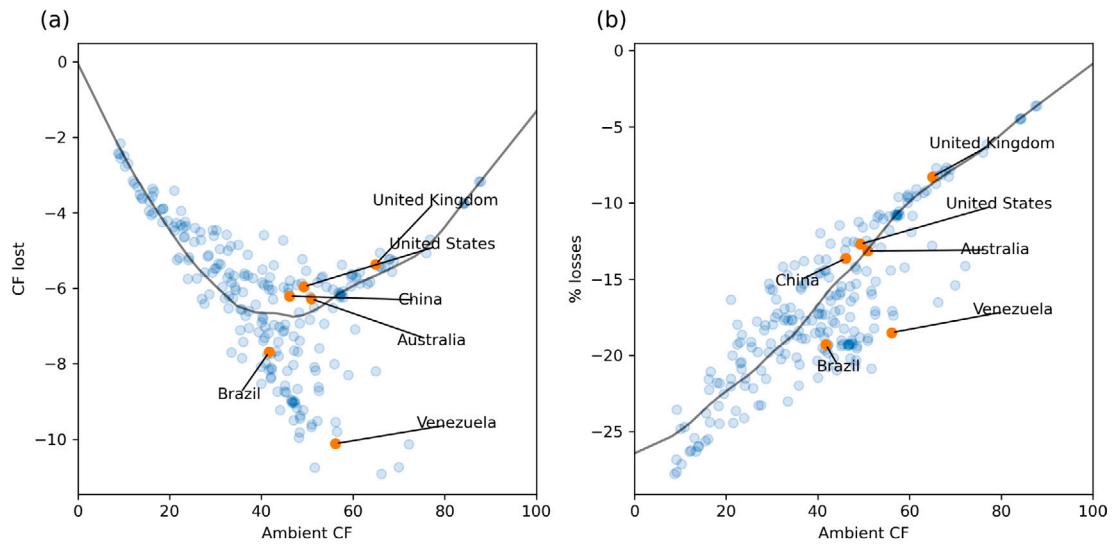 (a)
0
−2
−4
−6
−8
−10
CF lost
United Kingdom
United States
China
Australia
Brazil
Venezuela
0 20 40 60 80 100
Ambient CF
(b)
0
−5
−10
−15
−20
−25
% losses
United Kingdom
United States
Australia
China
Venezuela
Brazil
0 20 40 60 80 100
Ambient CF